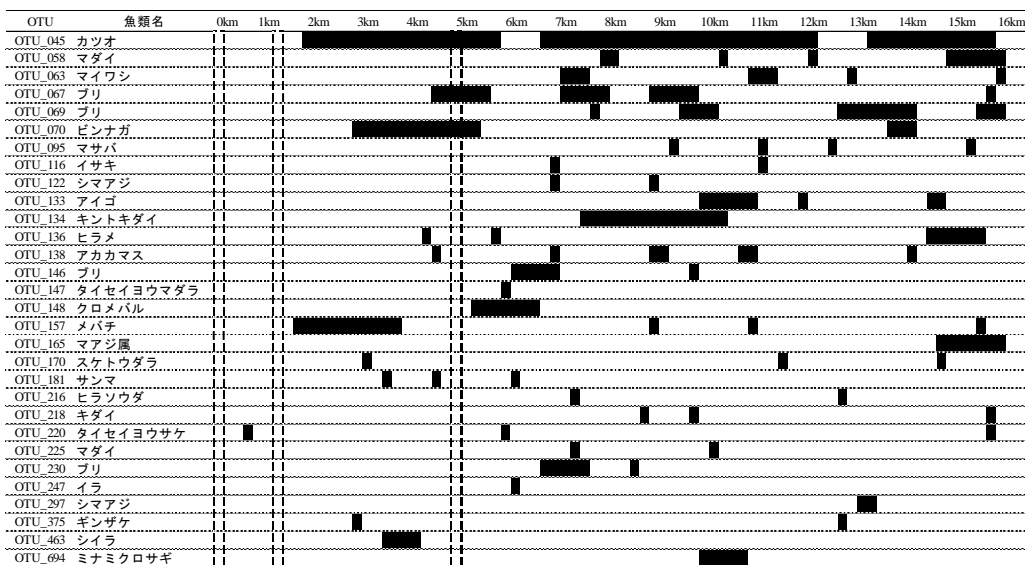 OTU 魚類名 0km 1km 2km 3km 4km 5km 6km 7km 8km 9km 10km 11km 12km 13km 14km 15km 16km
OTU_045 カツオ
OTU_058 マダイ
OTU_063 マイワシ
OTU_067 ブリ
OTU_069 ブリ
OTU_070 ビンナガ
OTU_095 マサバ
OTU_116 イサキ
OTU_122 シマアジ
OTU_133 アイゴ
OTU_134 キントキダイ
OTU_136 ヒラメ
OTU_138 アカカマス
OTU_146 ブリ
OTU_147 タイセイヨウマダラ
OTU_148 クロメバル
OTU_157 メバチ
OTU_165 マアジ属
OTU_170 スケトウダラ
OTU_181 サンマ
OTU_216 ヒラソウダ
OTU_218 キダイ
OTU_220 タイセイヨウサケ
OTU_225 マダイ
OTU_230 ブリ
OTU_247 イラ
OTU_297 シマアジ
OTU_375 ギンザケ
OTU_463 シイラ
OTU_694 ミナミクロサギ